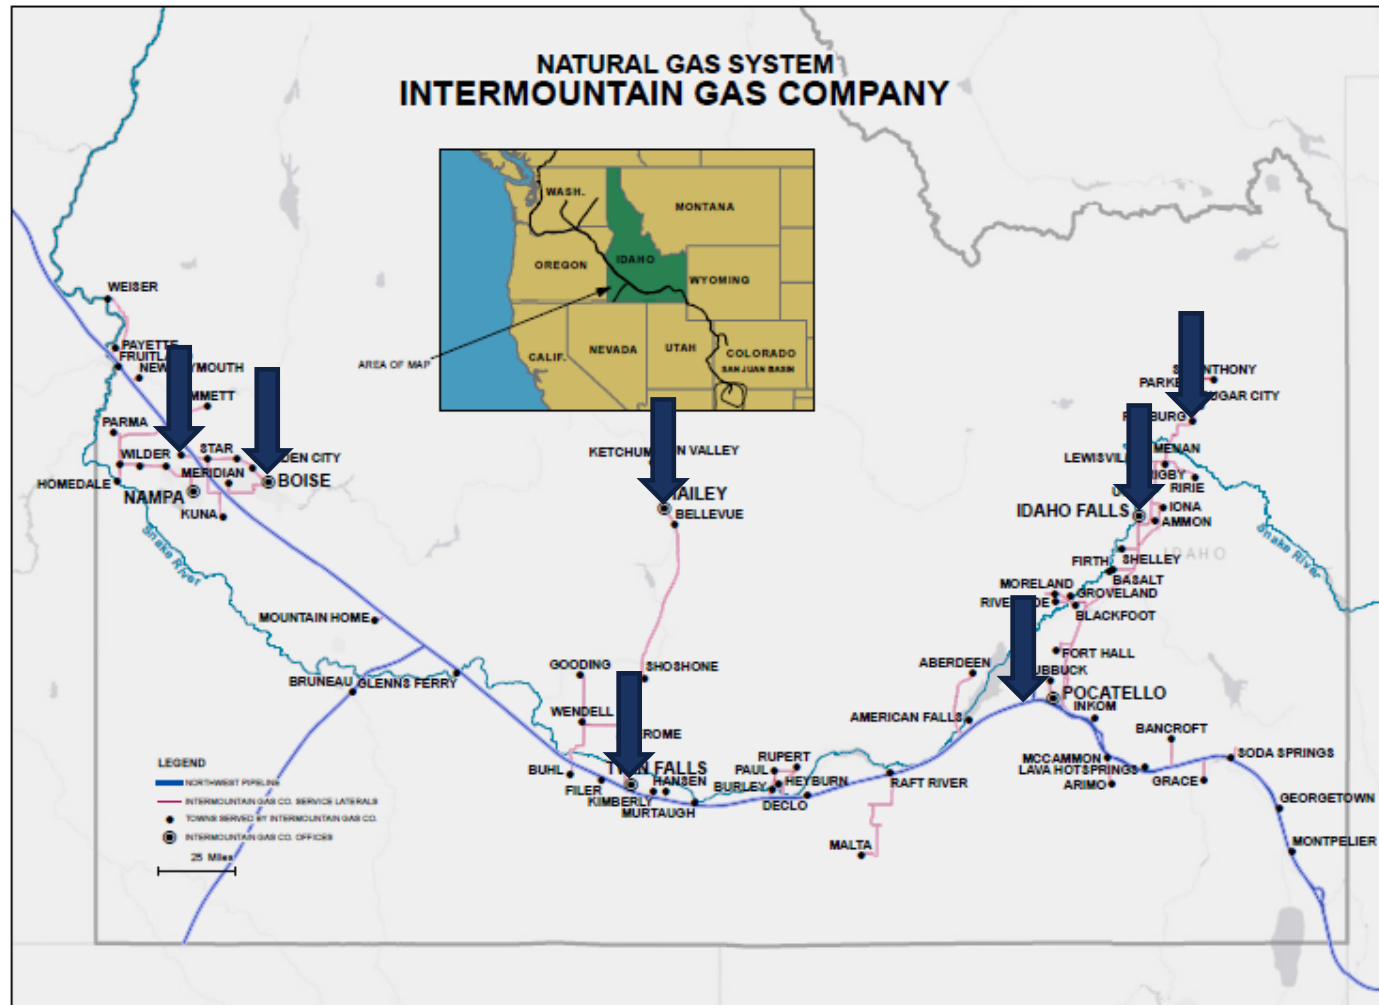 NATURAL GAS SYSTEM
INTERMOUNTAIN GAS COMPANY
WASH.
MONTANA
OREGON
IDAHO
WYOMING
CALIF.
NEVADA
UTAH
COLORADO
SAN JUAN BASIN
AREA OF MAP
WEISER
PAYETTE
PARMA
STAR
WILDER
MERIDIAN
HOMEDALE
NAMPA
BOISE
KUNA
Snake River
MOUNTAIN HOME
BRUNEAU
GLENNS FERRY
BELLEVUE
GOODING
SHOSHONE
WENDELL
BUHL
FILER
KIMBERLY
HANSEN
MURTAUGH
RUPERT
PAUL
HEYBURN
BURLEY
DECLO
RAFT RIVER
MALTA
ABERDEEN
AMERICAN FALLS
POCATELLO
INKOM
FORT HALL
MORELAND
GROVELAND
BLACKFOOT
FIRTH
SHELLEY
BASALT
IDAHO FALLS
IONA
AMMON
RIRIE
IDAHO
Snake River
BANCROFT
MCCAMMON
LAVA HOTSPRINGS
ARIMO
GRACE
SODA SPRINGS
GEORGETOWN
MONTPELIER
LEGEND
NORTHWEST PIPELINE
INTERMOUNTAIN GAS CO. SERVICE LATERALS
TOWNS SERVED BY INTERMOUNTAIN GAS CO.
INTERMOUNTAIN GAS CO. OFFICES
25 Miles